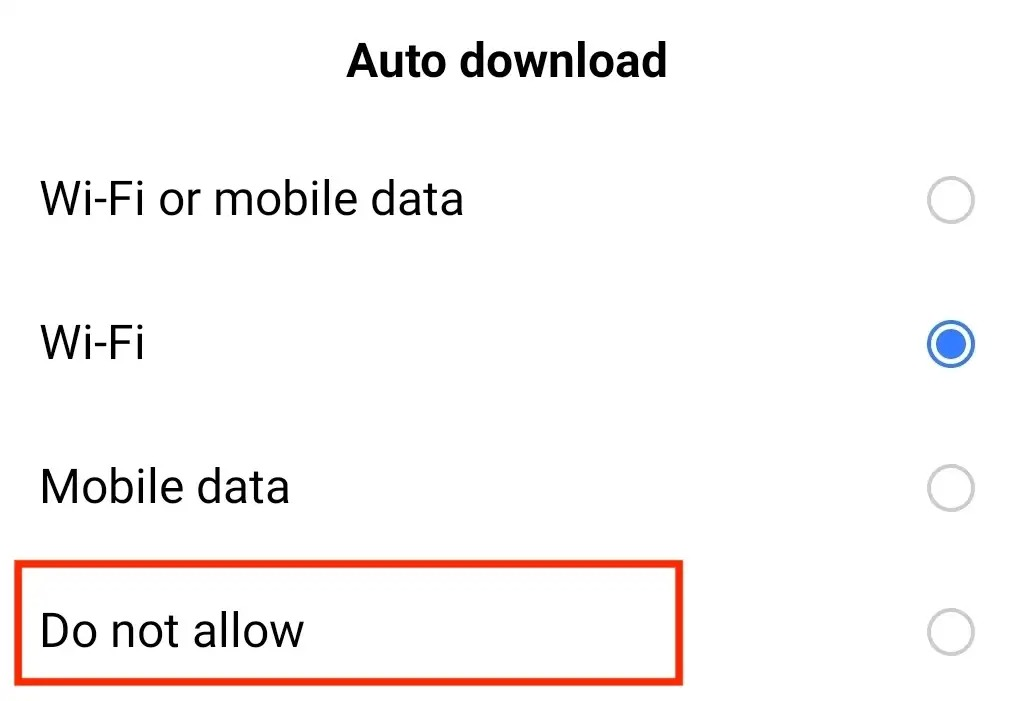 Auto download
Wi-Fi or mobile data
Wi-Fi
Mobile data
Do not allow